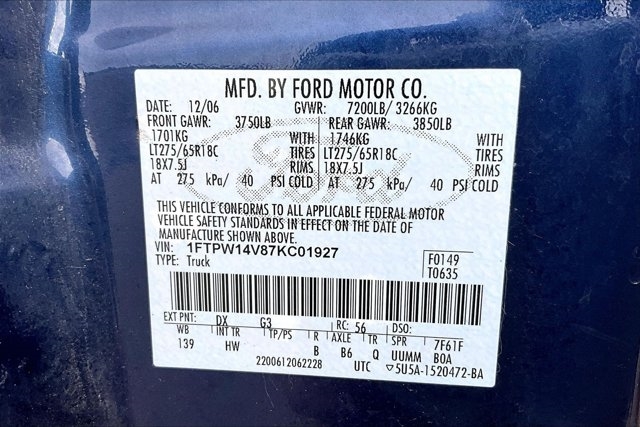 MFD. BY FORD MOTOR CO.
DATE: 12/06 GVWR: 7200LB/ 3266KG
FRONT GAWR: 3750LB REAR GAWR: 3850LB
1701KG WITH 1746KG WITH
LT275/65R18C TIRES LT275/65R18C TIRES
18X7.5J RIMS 18X7.5J RIMS
AT 275 kPa/ 40 PSI COLD AT 275 kPa/ 40 PSI COLD
THIS VEHICLE CONFORMS TO ALL APPLICABLE FEDERAL MOTOR
VEHICLE SAFETY STANDARDS IN EFFECT ON THE DATE OF
MANUFACTURE SHOWN ABOVE.
VIN: 1FTPW14V87KC01927 F0149
TYPE: Truck T0635
EXT PNT: DX G3 RC: 56 DSO:
WB INT TR TP/PS R AXLE TR SPR 7F61F
139 HW B B6 Q UUMM BOA
2200612062228 UTC ▽5U5A-1520472-BA
Ford